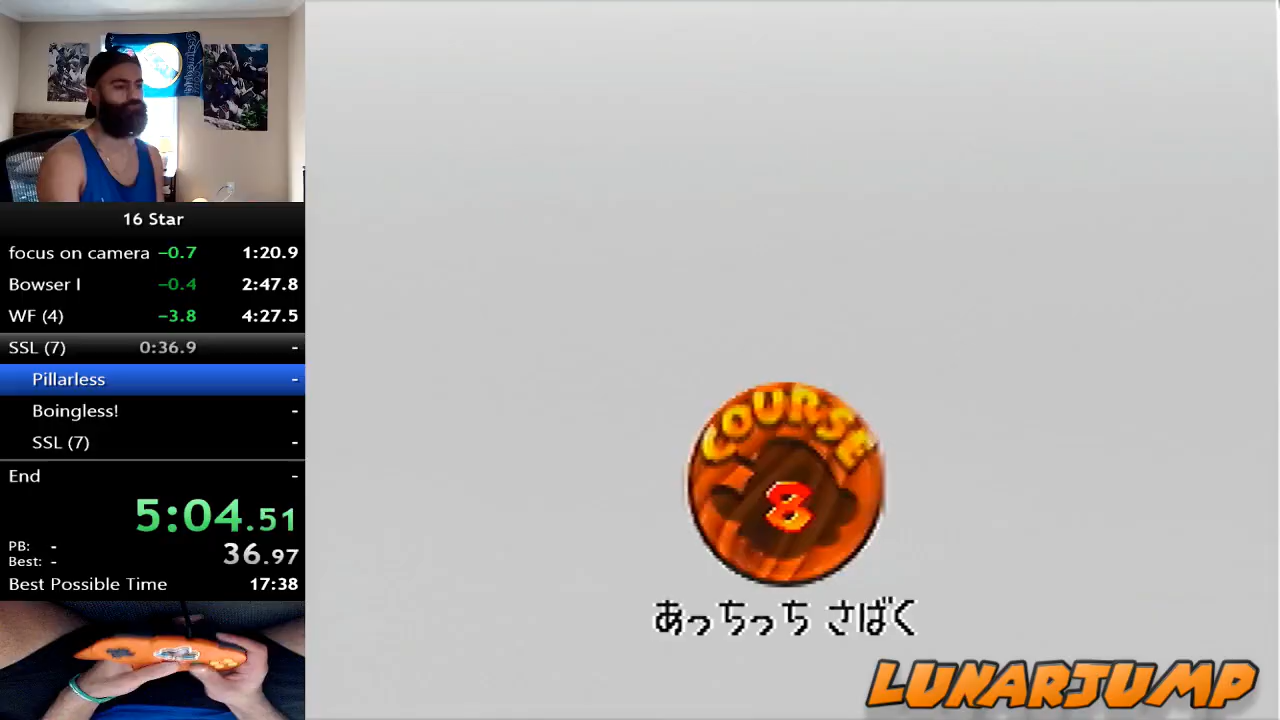 16 Star
focus on camera -0.7 1:20.9
Bowser I -0.4 2:47.8
WF (4) -3.8 4:27.5
SSL (7) 0:36.9 -
Pillarless -
Boingless! -
SSL (7) -
End -
5:04.51
PB: - 36.97
Best: -
Best Possible Time 17:38
COURSE
8
あっちっち さばく
LUNARJUMP